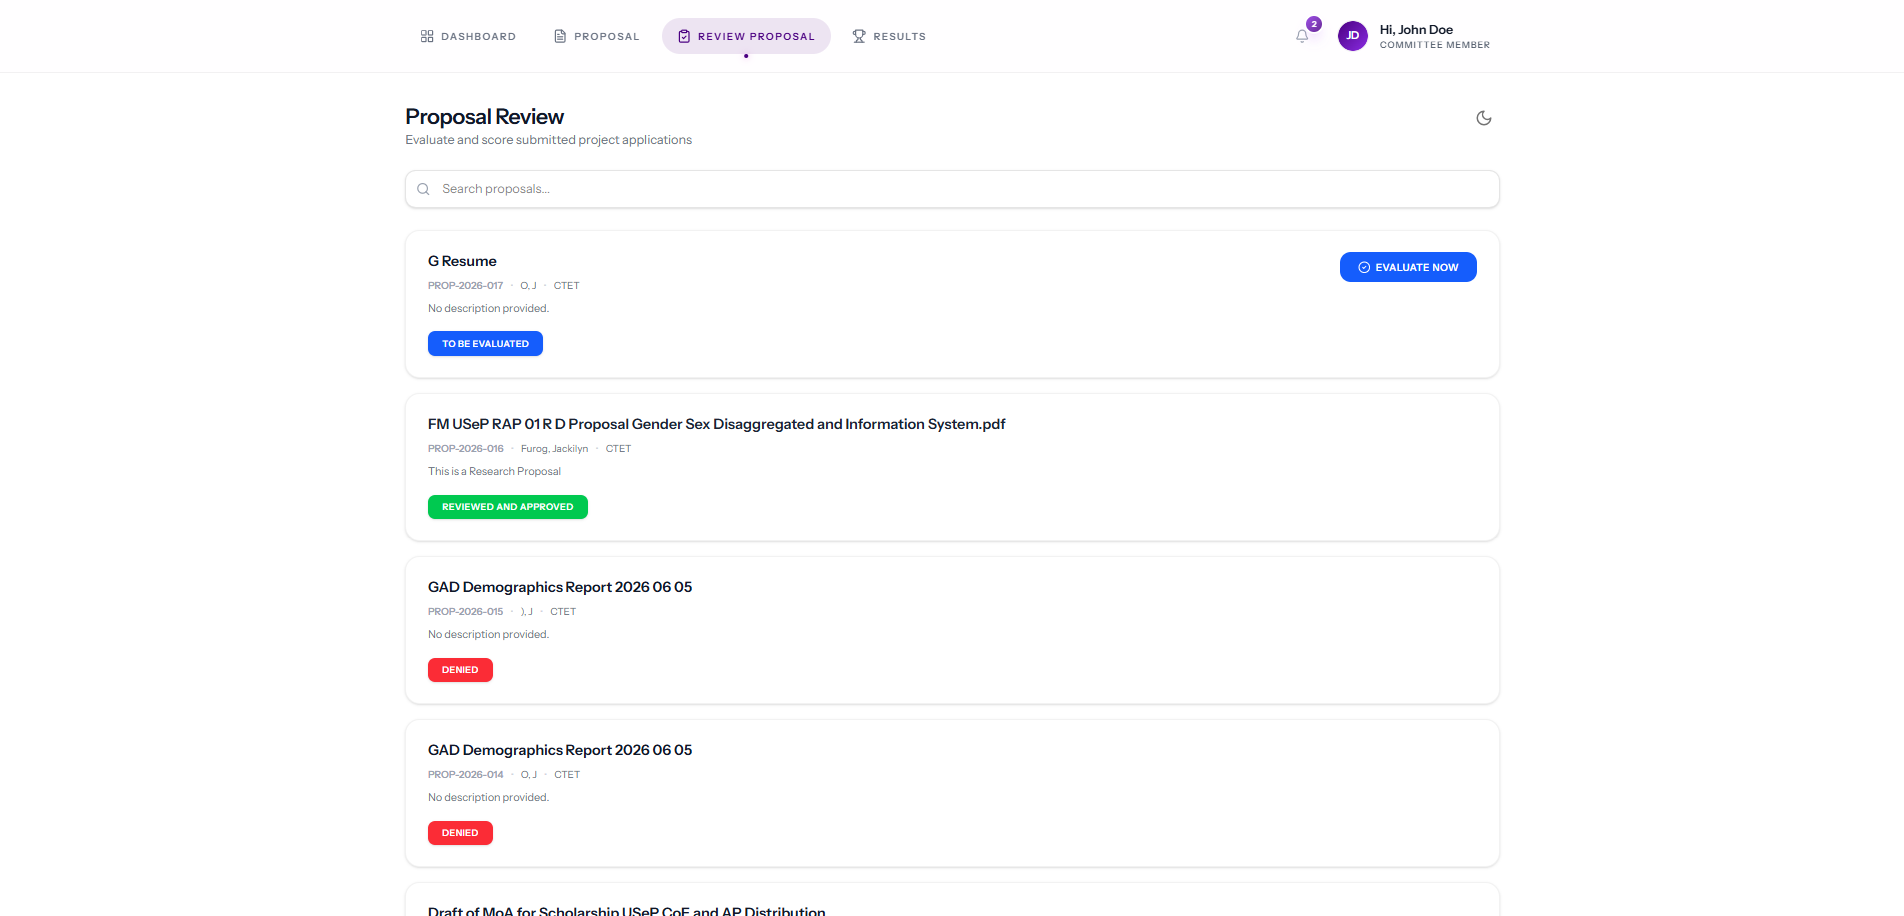 DASHBOARD
PROPOSAL
REVIEW PROPOSAL
RESULTS
2
JD
Hi, John Doe
COMMITTEE MEMBER
Proposal Review
Evaluate and score submitted project applications
Search proposals...
G Resume
EVALUATE NOW
PROP-2026-017 · O, J · CTET
No description provided.
TO BE EVALUATED
FM USeP RAP 01 R D Proposal Gender Sex Disaggregated and Information System.pdf
PROP-2026-016 · Furog, Jackilyn · CTET
This is a Research Proposal
REVIEWED AND APPROVED
GAD Demographics Report 2026 06 05
PROP-2026-015 · ), J · CTET
No description provided.
DENIED
GAD Demographics Report 2026 06 05
PROP-2026-014 · O, J · CTET
No description provided.
DENIED
Draft of MoA for Scholarship USeP CoE and AP Distribution